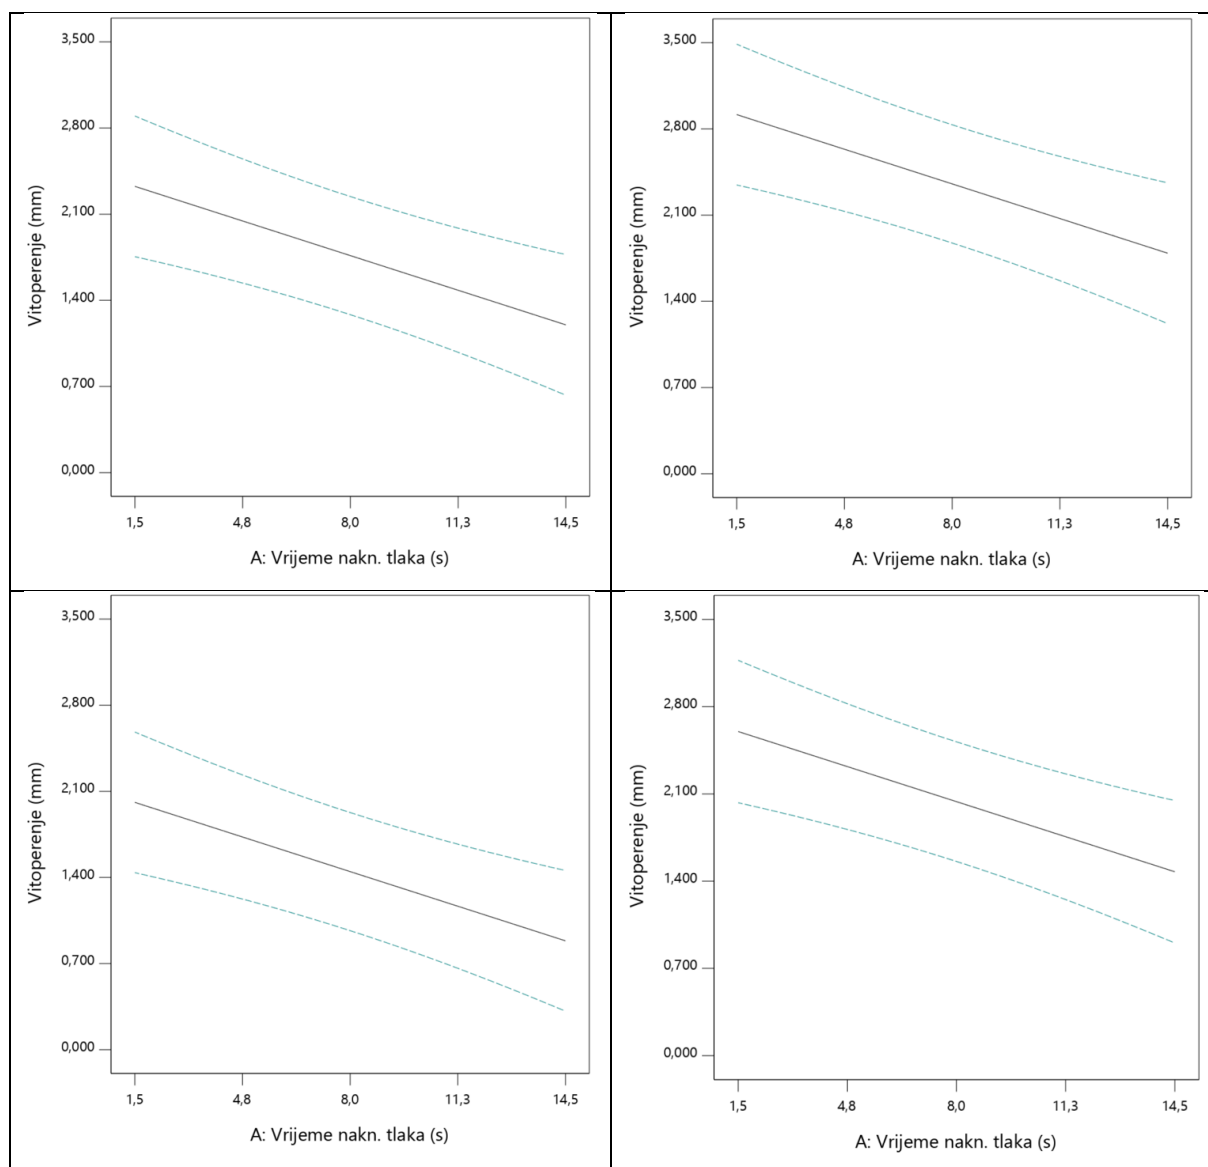 3,500
2,800
2,100
1,400
0,700
0,000
Vitoperenje (mm)
1,5 4,8 8,0 11,3 14,5
A: Vrijeme nakn. tlaka (s)
3,500
2,800
2,100
1,400
0,700
0,000
Vitoperenje (mm)
1,5 4,8 8,0 11,3 14,5
A: Vrijeme nakn. tlaka (s)
3,500
2,800
2,100
1,400
0,700
0,000
Vitoperenje (mm)
1,5 4,8 8,0 11,3 14,5
A: Vrijeme nakn. tlaka (s)
3,500
2,800
2,100
1,400
0,700
0,000
Vitoperenje (mm)
1,5 4,8 8,0 11,3 14,5
A: Vrijeme nakn. tlaka (s)